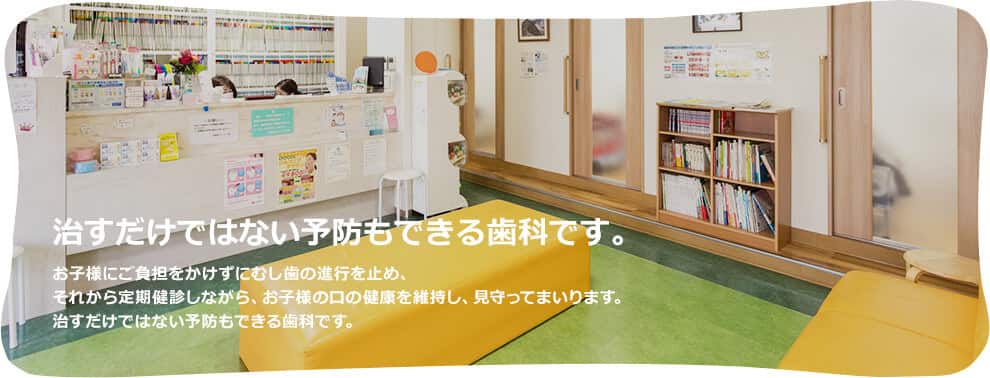 治すだけではない予防もできる歯科です。
お子様にご負担をかけずにむし歯の進行を止め、
それから定期健診しながら、お子様の口の健康を維持し、見守ってまいります。
治すだけではない予防もできる歯科です。